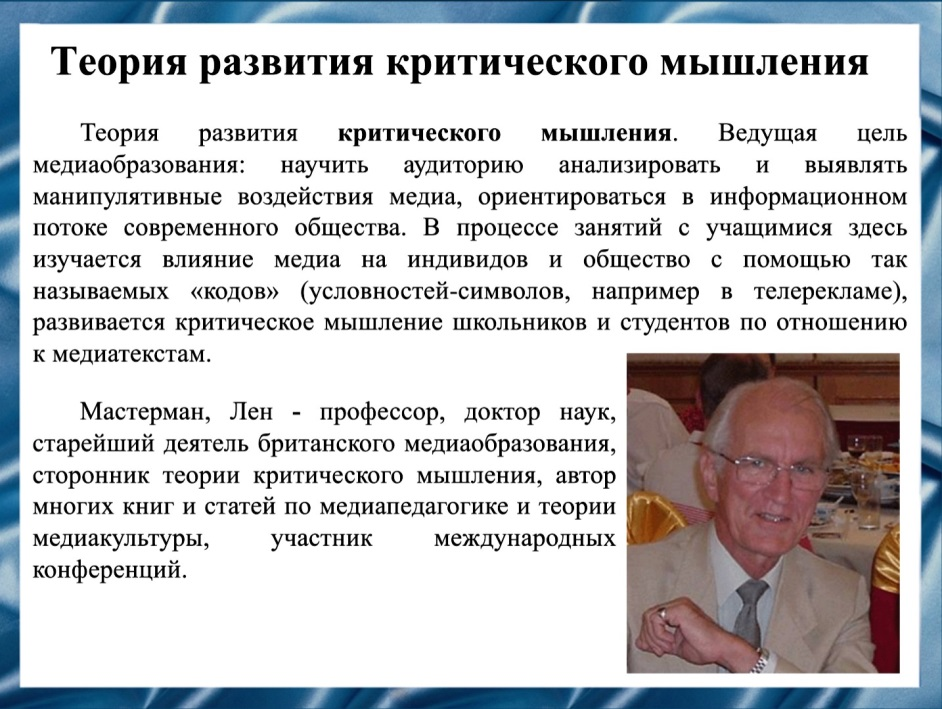 Теория развития критического мышления
Теория развития критического мышления. Ведущая цель
медиаобразования: научить аудиторию анализировать и выявлять
манипулятивные воздействия медиа, ориентироваться в информационном
потоке современного общества. В процессе занятий с учащимися здесь
изучается влияние медиа на индивидов и общество с помощью так
называемых «кодов» (условностей-символов, например в телерекламе),
развивается критическое мышление школьников и студентов по отношению
к медиатекстам.
Мастерман, Лен - профессор, доктор наук,
старейший деятель британского медиаобразования,
сторонник теории критического мышления, автор
многих книг и статей по медиапедагогике и теории
медиакультуры, участник международных
конференций.